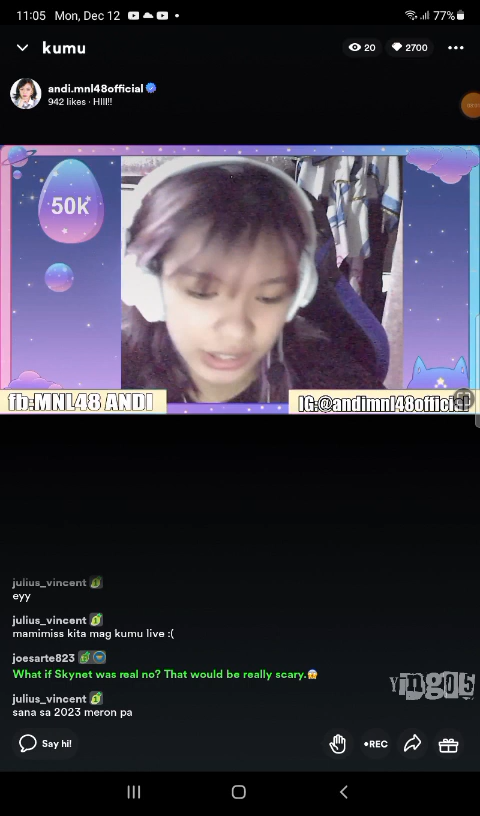 11:05 Mon, Dec 12
77%
kumu
20
2700
andi.mnl48official
942 likes · HIII!!
50k
fb:MNL48 ANDI
IG:@andimnl48official
julius_vincent
eyy
julius_vincent
mamimiss kita mag kumu live :(
joesarte823
What if Skynet was real no? That would be really scary.😱
julius_vincent
sana sa 2023 meron pa
Yingo5
Say hi!
•REC